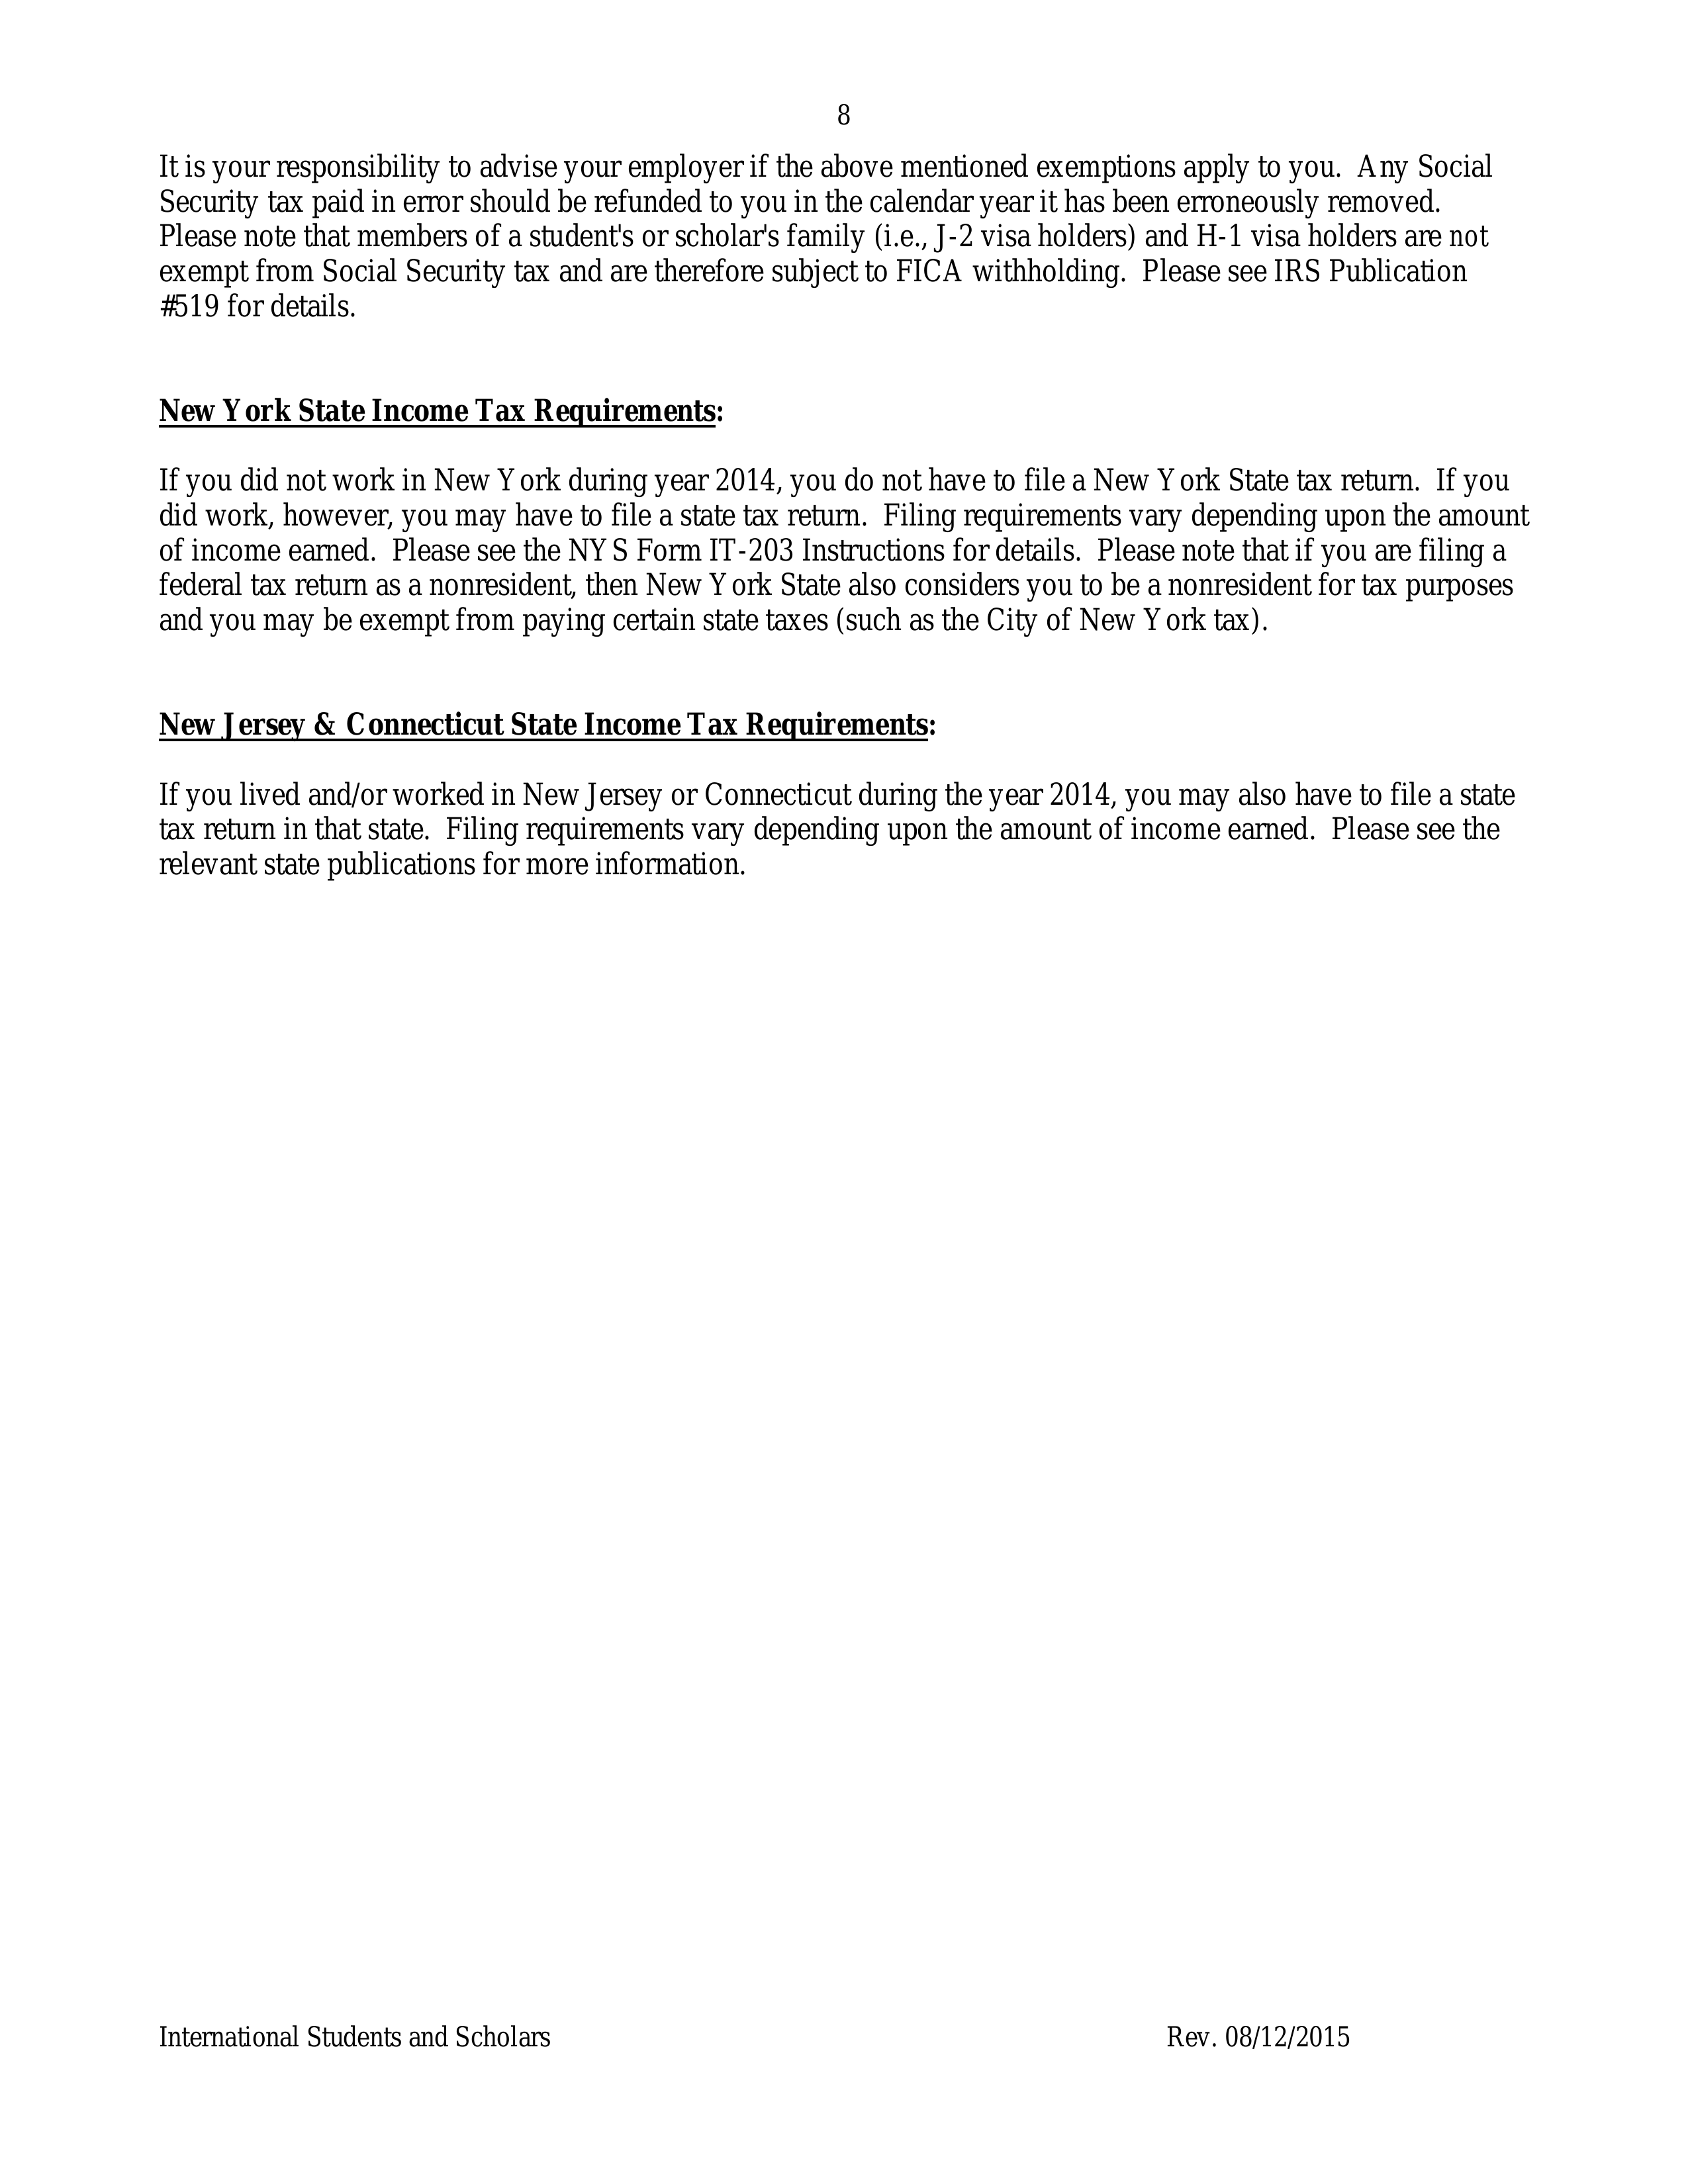 8
It is your responsibility to advise your employer if the above mentioned exemptions apply to you.  Any Social
Security tax paid in error should be refunded to you in the calendar year it has been erroneously removed.
Please note that members of a student's or scholar's family (i.e., J-2 visa holders) and H-1 visa holders are not
exempt from Social Security tax and are therefore subject to FICA withholding.  Please see IRS Publication
#519 for details.
New York State Income Tax Requirements:
If you did not work in New York during year 2014, you do not have to file a New York State tax return.  If you
did work, however, you may have to file a state tax return.  Filing requirements vary depending upon the amount
of income earned.  Please see the NYS Form IT-203 Instructions for details.  Please note that if you are filing a
federal tax return as a nonresident, then New York State also considers you to be a nonresident for tax purposes
and you may be exempt from paying certain state taxes (such as the City of New York tax).
New Jersey & Connecticut State Income Tax Requirements:
If you lived and/or worked in New Jersey or Connecticut during the year 2014, you may also have to file a state
tax return in that state.  Filing requirements vary depending upon the amount of income earned.  Please see the
relevant state publications for more information.
International Students and Scholars Rev. 08/12/2015